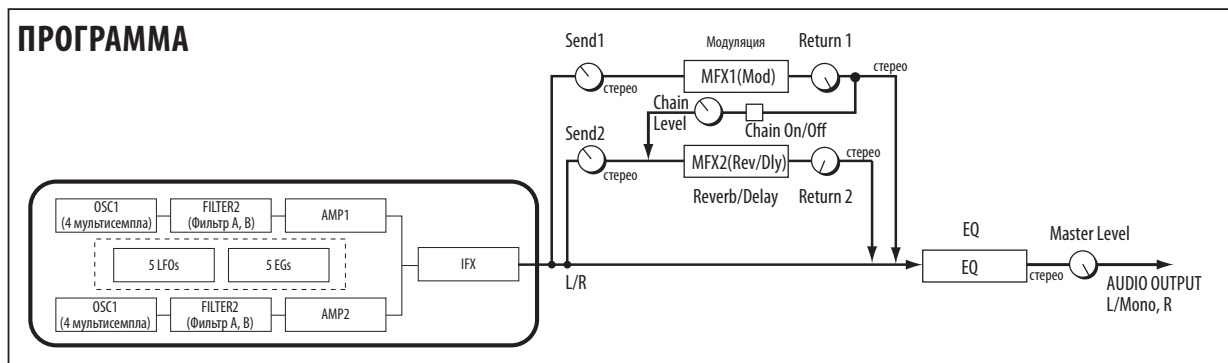 ПРОГРАММА
Send1
Модуляция
Return 1
стерео
MFX1(Mod)
стерео
Chain
Level
Chain On/Off
Send2
стерео
MFX2(Rev/Dly)
стерео
Reverb/Delay
Return 2
OSC1
(4 мультисемпла)
FILTER2
(Фильтр A, B)
AMP1
5 LFOs
5 EGs
IFX
OSC1
(4 мультисемпла)
FILTER2
(Фильтр A, B)
AMP2
L/R
EQ
EQ
стерео
Master Level
AUDIO OUTPUT
L/Mono, R